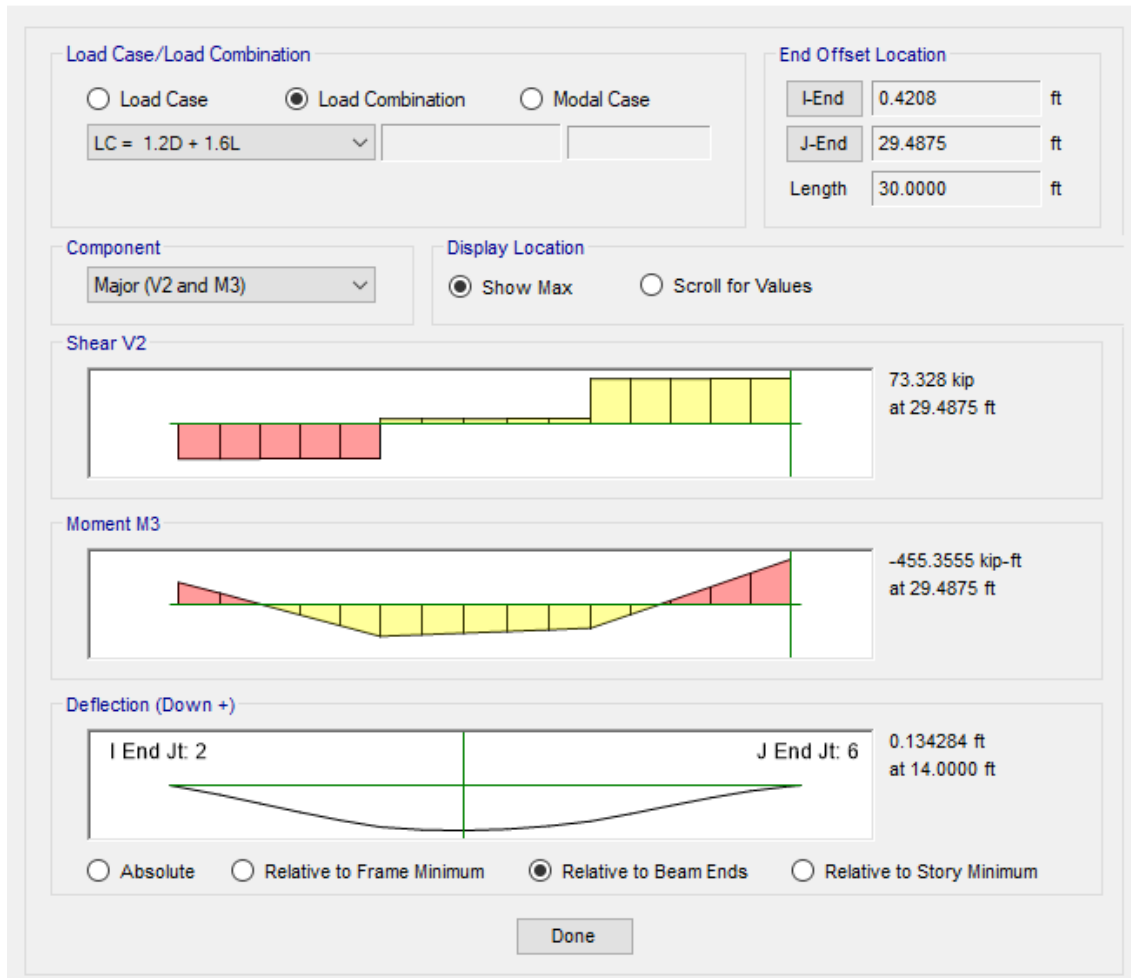 Load Case/Load Combination
Load Case
Load Combination
Modal Case
LC = 1.2D + 1.6L
End Offset Location
I-End
0.4208
ft
J-End
29.4875
ft
Length
30.0000
ft
Component
Major (V2 and M3)
Display Location
Show Max
Scroll for Values
Shear V2
73.328 kip
at 29.4875 ft
Moment M3
-455.3555 kip-ft
at 29.4875 ft
Deflection (Down +)
I End Jt: 2
J End Jt: 6
0.134284 ft
at 14.0000 ft
Absolute
Relative to Frame Minimum
Relative to Beam Ends
Relative to Story Minimum
Done